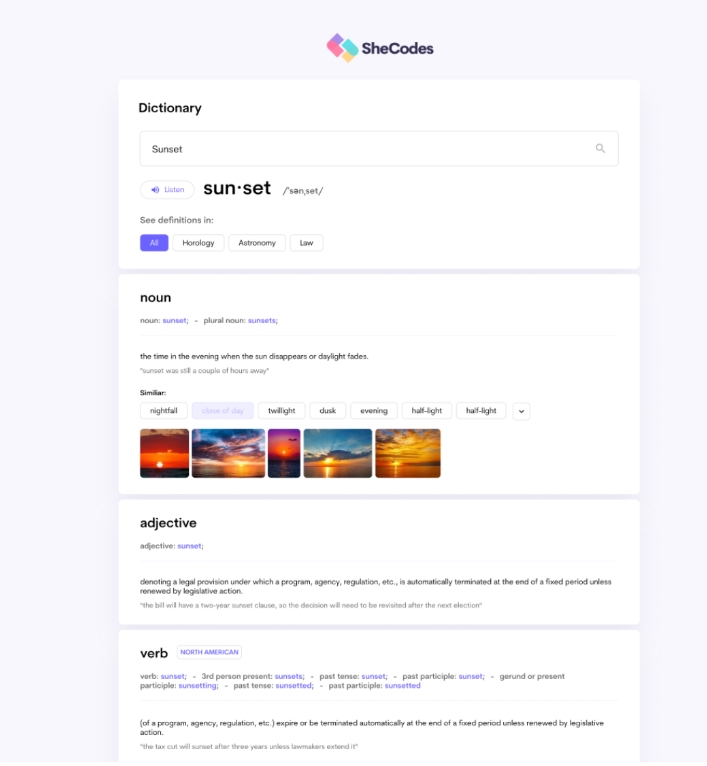 SheCodes
Dictionary
Sunset
Listen sun·set /ˈsənˌset/
See definitions in:
All Horology Astronomy Law
noun
noun: sunset; - plural noun: sunsets;
the time in the evening when the sun disappears or daylight fades.
"sunset was still a couple of hours away"
Similiar:
nightfall close of day twillight dusk evening half-light half-light
adjective
adjective: sunset;
denoting a legal provision under which a program, agency, regulation, etc., is automatically terminated at the end of a fixed period unless
renewed by legislative action.
"the bill will have a two-year sunset clause, so the decision will need to be revisited after the next election"
verb NORTH AMERICAN
verb: sunset; - 3rd person present: sunsets; - past tense: sunset; - past participle: sunset; - gerund or present
participle: sunsetting; - past tense: sunsetted; - past participle: sunsetted
(of a program, agency, regulation, etc.) expire or be terminated automatically at the end of a fixed period unless renewed by legislative
action.
"the tax cut will sunset after three years unless lawmakers extend it"